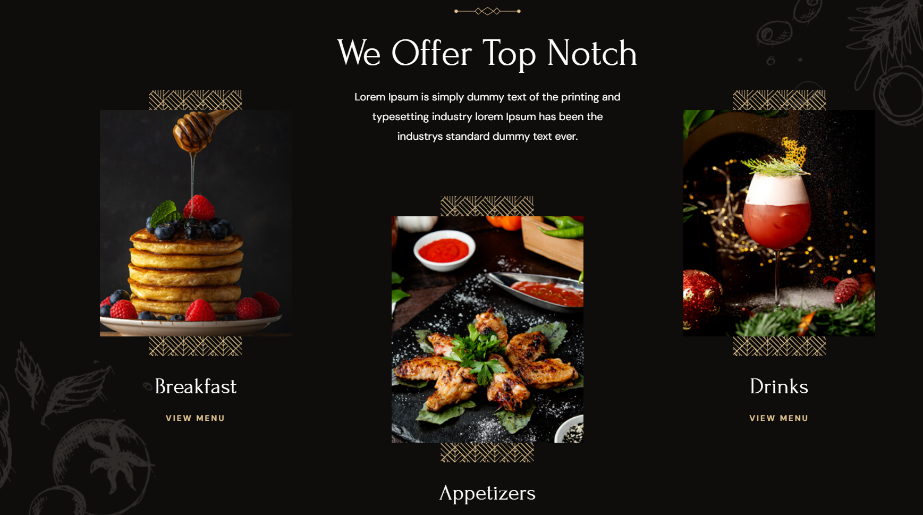 We Offer Top Notch
Lorem Ipsum is simply dummy text of the printing and
typesetting industry lorem Ipsum has been the
industrys standard dummy text ever.
Breakfast
VIEW MENU
Drinks
VIEW MENU
Appetizers